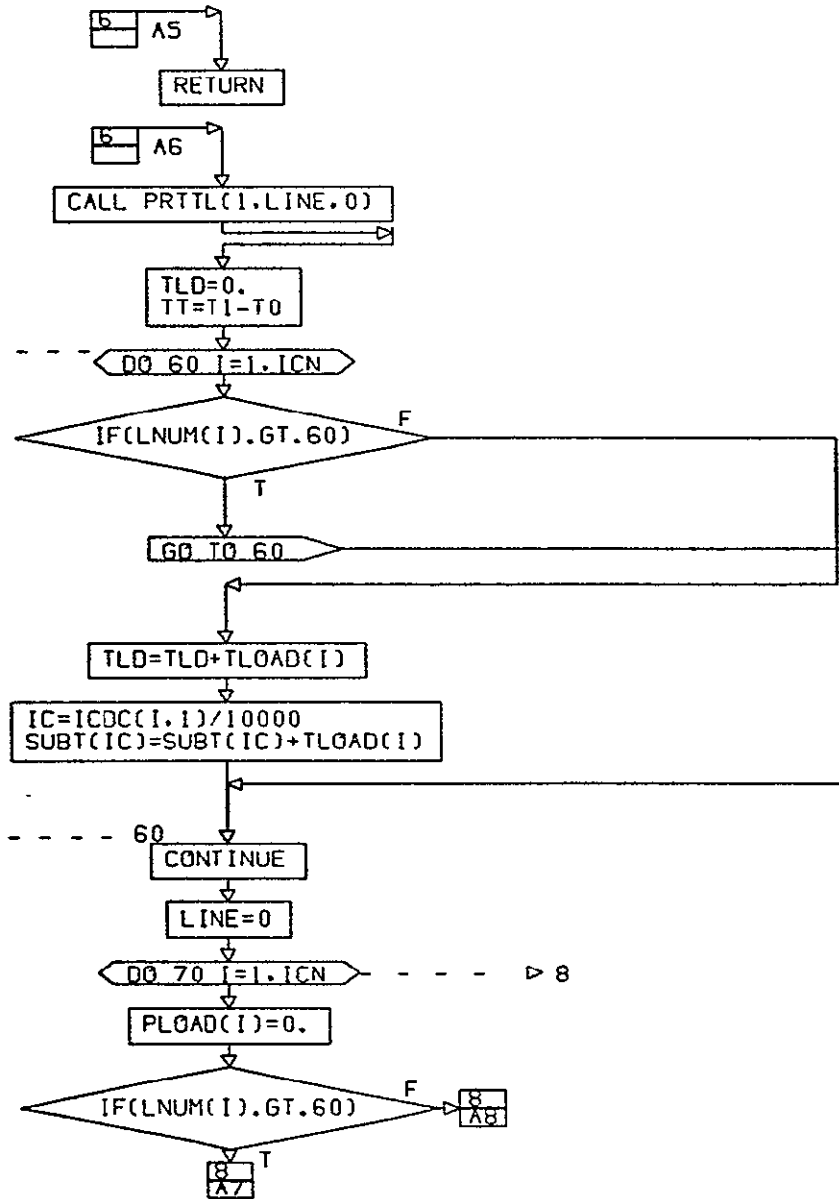 6
A5
RETURN
6
A6
CALL PRTTL(1,LINE,0)
TLD=0.
TT=T1-T0
DO 60 I=1,ICN
IF(LNUM(I).GT.60)
F
T
GO TO 60
TLD=TLD+TLOAD(I)
IC=ICDC(I,1)/10000
SUBT(IC)=SUBT(IC)+TLOAD(I)
60
CONTINUE
LINE=0
DO 70 I=1,ICN
8
PLOAD(I)=0.
IF(LNUM(I).GT.60)
F
8
A8
T
8
A7